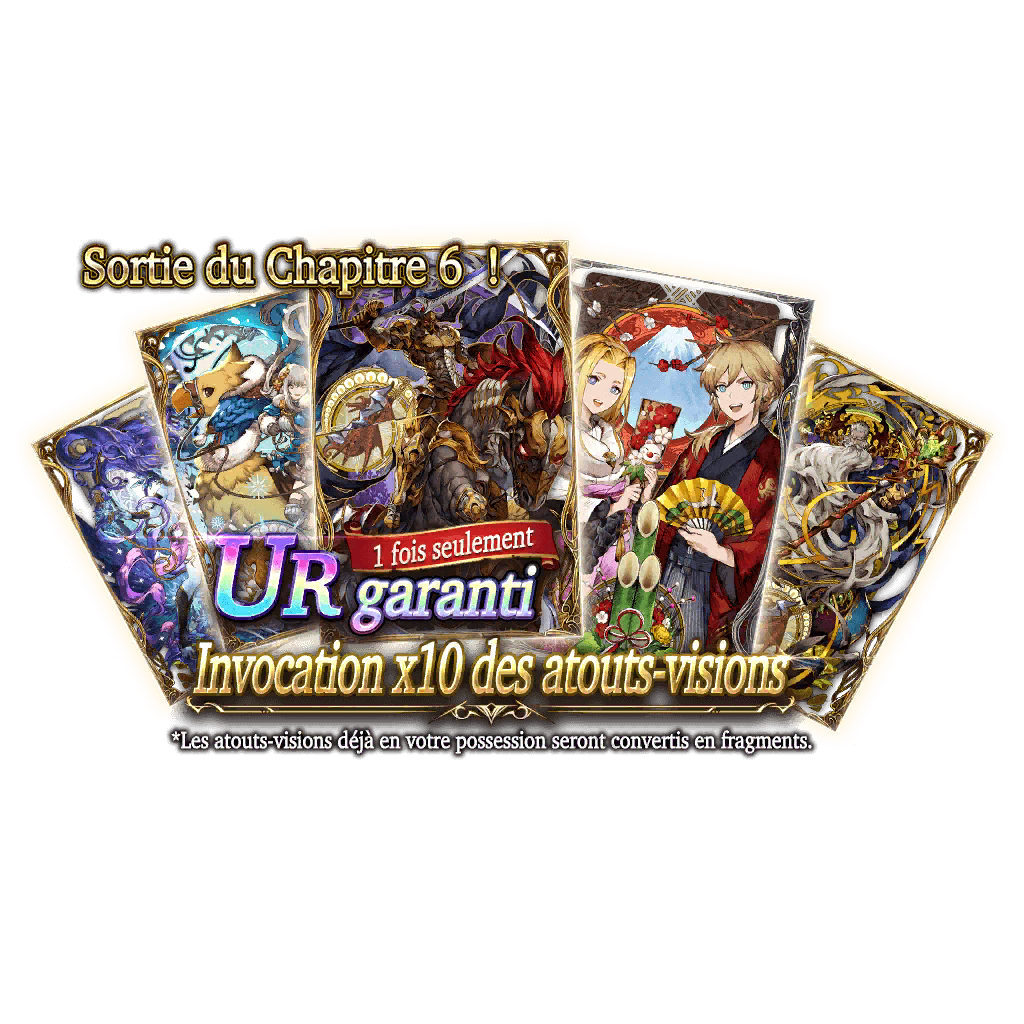 Sortie du Chapitre 6 !
1 fois seulement
UR garanti
Invocation x10 des atouts-visions
*Les atouts-visions déjà en votre possession seront convertis en fragments.